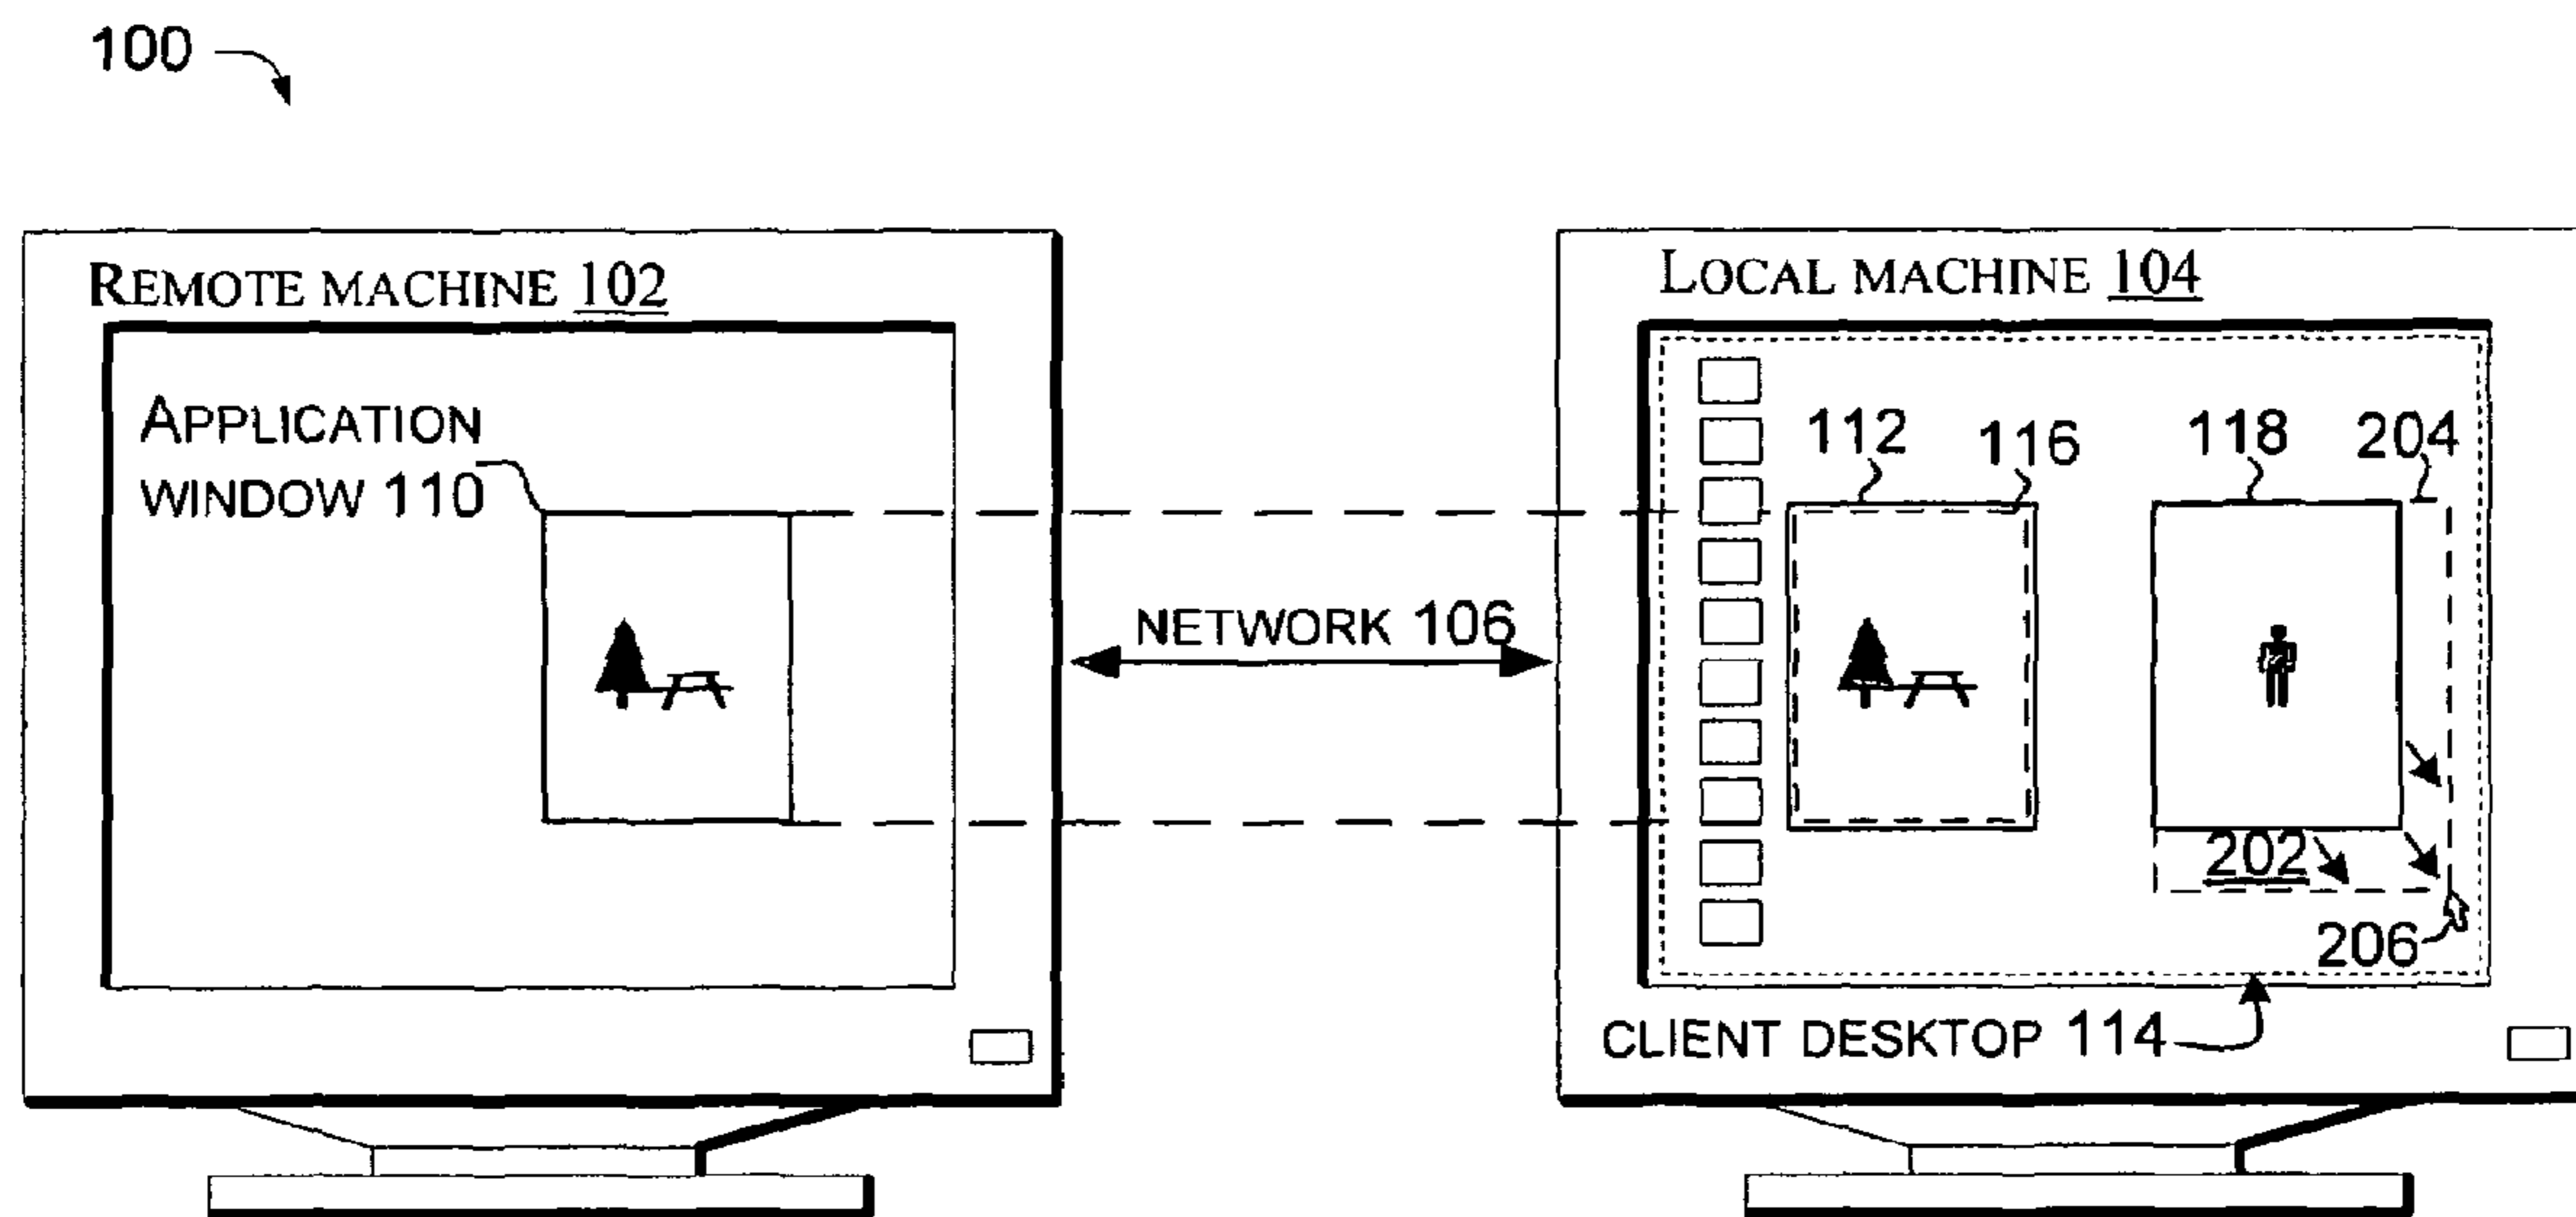 100
REMOTE MACHINE 102
LOCAL MACHINE 104
APPLICATION
WINDOW 110
112
116
118
204
NETWORK 106
202
206
CLIENT DESKTOP 114